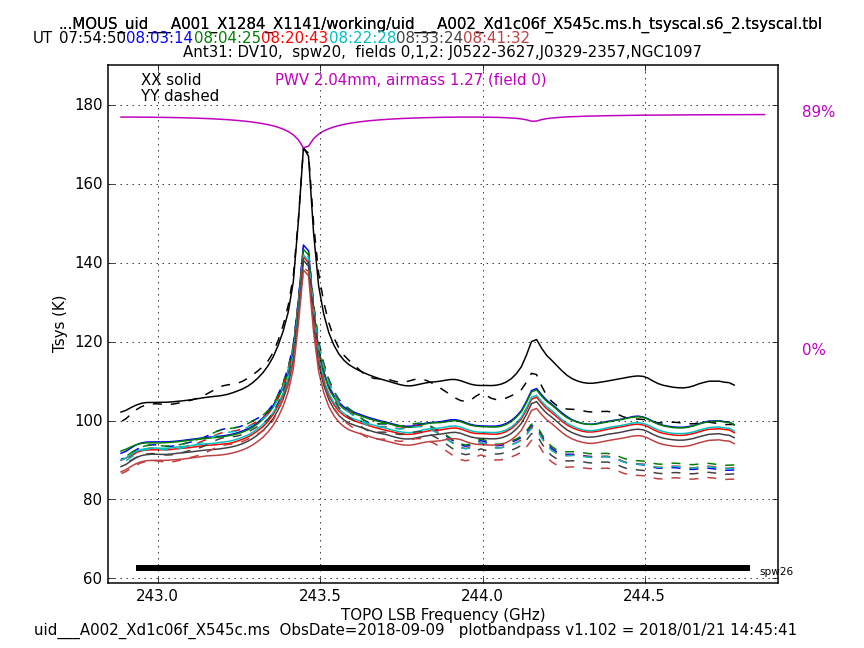 ...MOUS_uid___A001_X1284_X1141/working/uid___A002_Xd1c06f_X545c.ms.h_tsyscal.s6_2.tsyscal.tbl
UT 07:54:50 08:03:14 08:04:25 08:20:43 08:22:28 08:33:24 08:41:32
Ant31: DV10, spw20, fields 0,1,2: J0522-3627,J0329-2357,NGC1097
XX solid
PWV 2.04mm, airmass 1.27 (field 0)
YY dashed
180
160
140
120
100
80
60
Tsys (K)
89%
0%
spw26
243.0 243.5 244.0 244.5
TOPO LSB Frequency (GHz)
uid___A002_Xd1c06f_X545c.ms ObsDate=2018-09-09 plotbandpass v1.102 = 2018/01/21 14:45:41